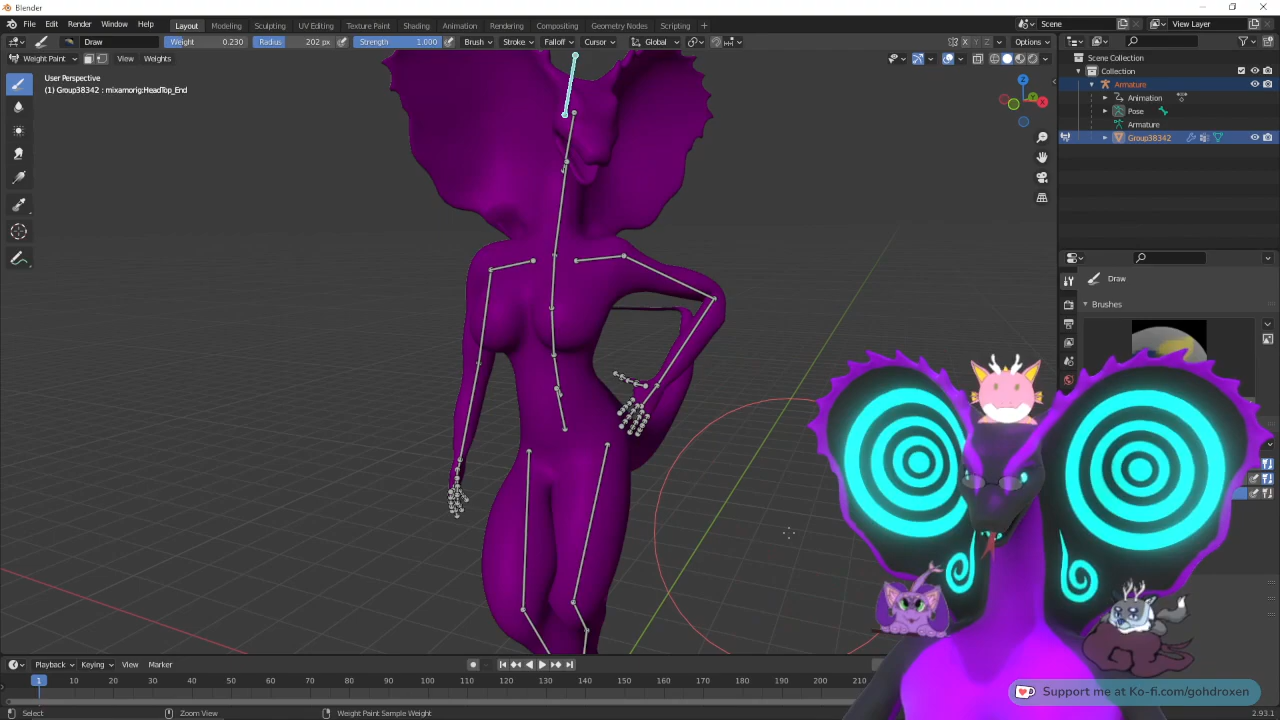 Blender
File Edit Render Window Help Layout Modeling Sculpting UV Editing Texture Paint Shading Animation Rendering Compositing Geometry Nodes Scripting + Scene View Layer
Draw Weight 0.230 Radius 202 px Strength 1.000 Brush Stroke Falloff Cursor Global X Y Z Options
Weight Paint View Weights
User Perspective
(1) Group38342 : mixamorig:HeadTop_End
Scene Collection
Collection
Armature
Animation
Pose
Armature
Group38342
Z
Y
X
Draw
Brushes
Support me at Ko-fi.com/gohdroxen
Playback Keying View Marker
1 10 20 30 40 50 60 70 80 90 100 110 120 130 140 150 160 170 180 190 200 210
Select Zoom View Weight Paint Sample Weight 2.93.1